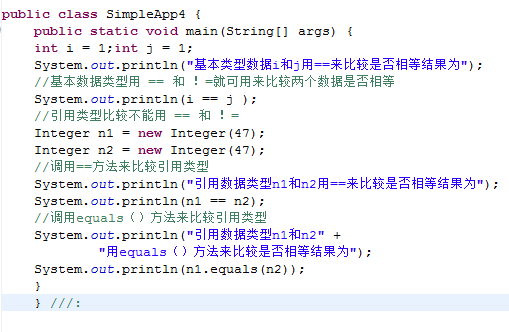 public class SimpleApp4 {
public static void main(String[] args) {
int i = 1;int j = 1;
System.out.println("基本类型数据i和j用==来比较是否相等结果为");
//基本数据类型用 == 和 ！=就可用来比较两个数据是否相等
System.out.println(i == j );
//引用类型比较不能用 == 和 ！=
Integer n1 = new Integer(47);
Integer n2 = new Integer(47);
//调用==方法来比较引用类型
System.out.println("引用数据类型n1和n2用==来比较是否相等结果为");
System.out.println(n1 == n2);
//调用equals（）方法来比较引用类型
System.out.println("引用数据类型n1和n2" +
"用equals（）方法来比较是否相等结果为");
System.out.println(n1.equals(n2));
}
} ///: